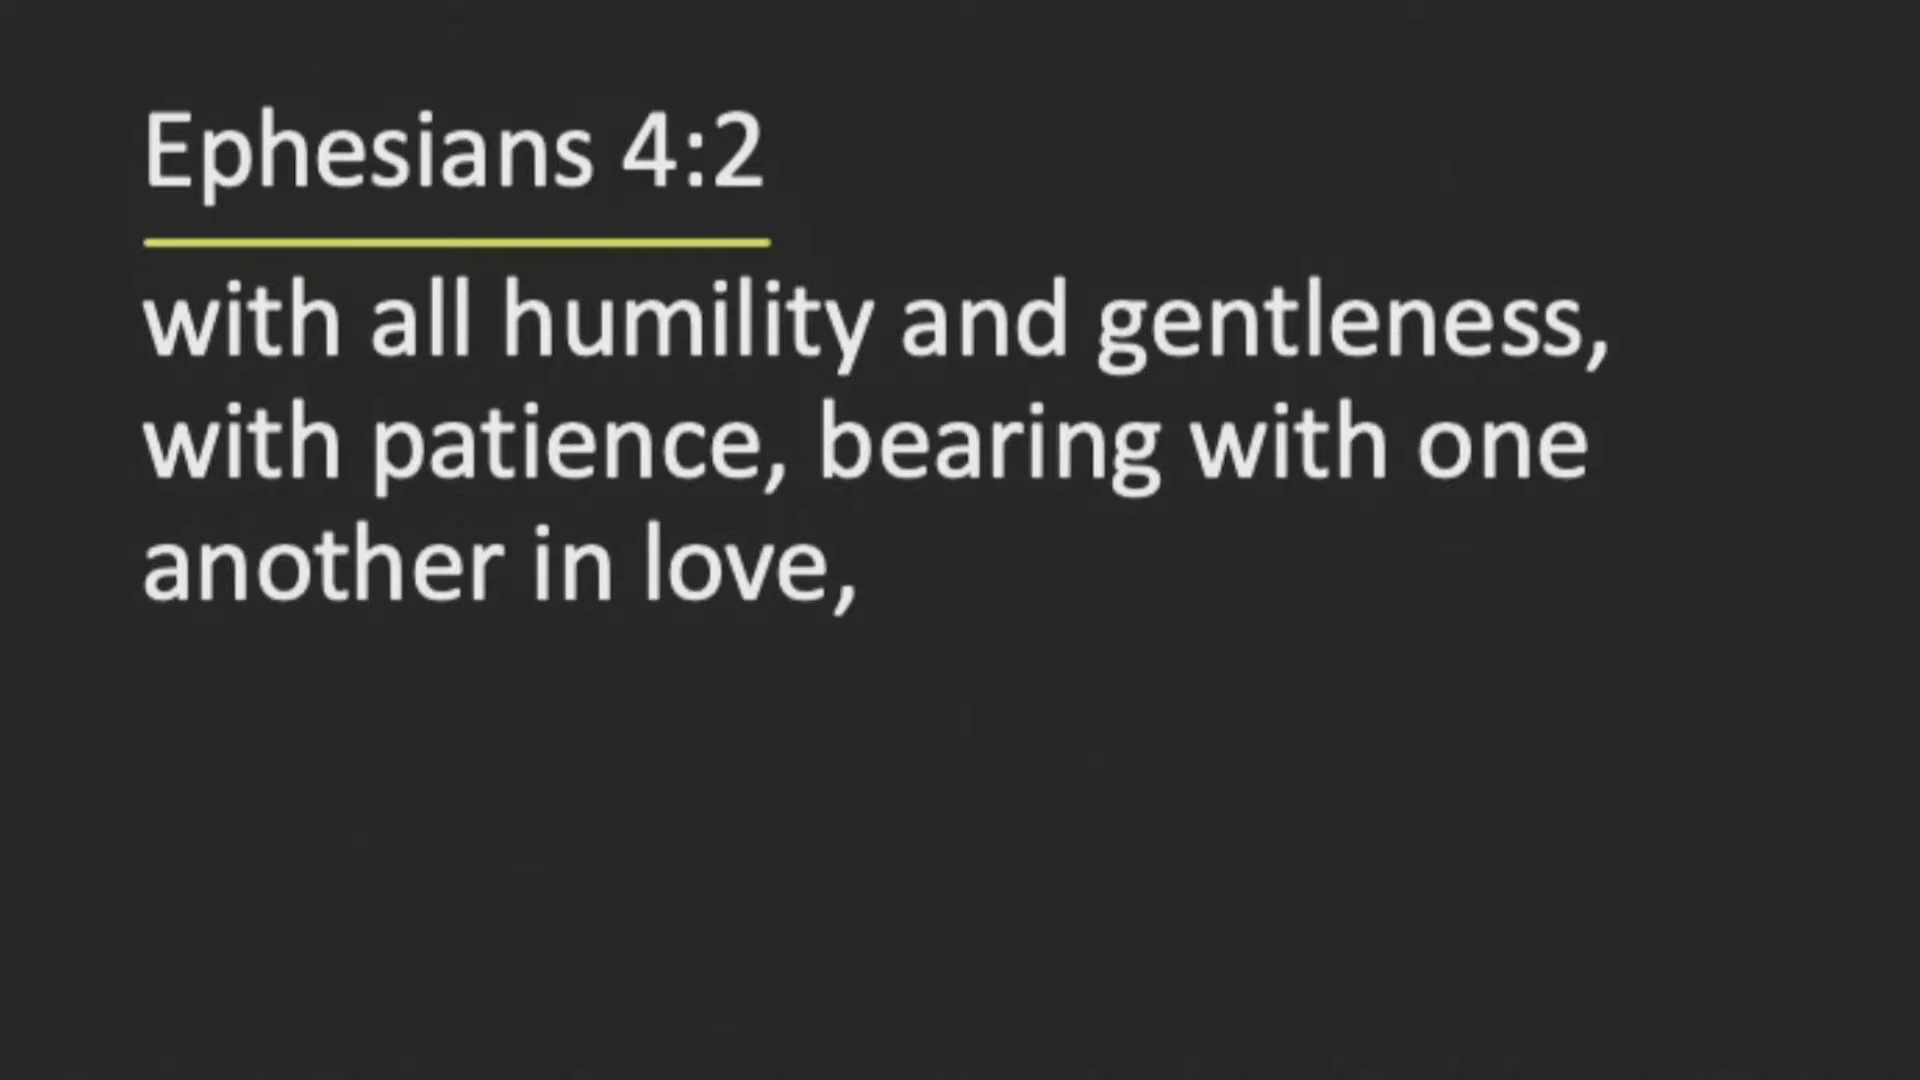 Ephesians 4:2
with all humility and gentleness,
with patience, bearing with one
another in love,